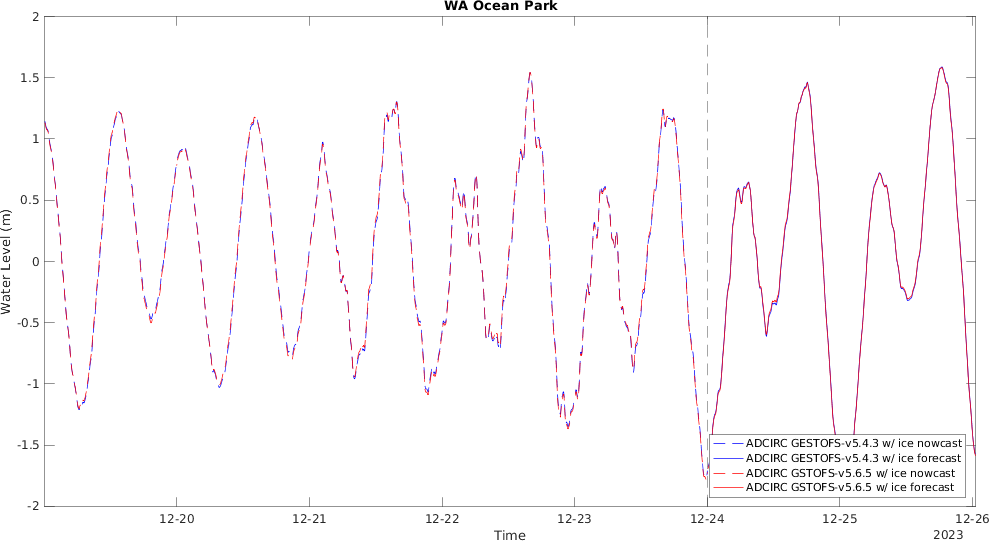 WA Ocean Park
2
1.5
1
0.5
0
-0.5
-1
-1.5
-2
Water Level (m)
ADCIRC GESTOFS-v5.4.3 w/ ice nowcast
ADCIRC GESTOFS-v5.4.3 w/ ice forecast
ADCIRC GSTOFS-v5.6.5 w/ ice nowcast
ADCIRC GSTOFS-v5.6.5 w/ ice forecast
12-20 12-21 12-22 12-23 12-24 12-25 12-26
Time
2023